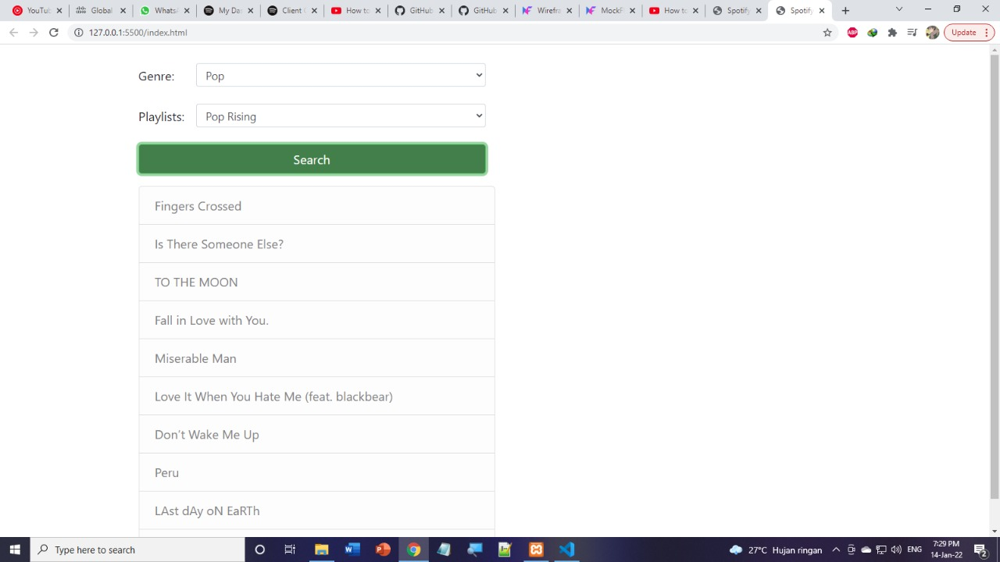 YouTub
Global
WhatsA
My Das
Client C
How to
GitHub
GitHub
Wirefra
MockF
How to
Spotify
Spotify
127.0.0.1:5500/index.html
ABP
Update
Genre:
Pop
Playlists:
Pop Rising
Search
Fingers Crossed
Is There Someone Else?
TO THE MOON
Fall in Love with You.
Miserable Man
Love It When You Hate Me (feat. blackbear)
Don't Wake Me Up
Peru
LAst dAy oN EaRTh
Type here to search
27°C Hujan ringan
ENG
7:29 PM
14-Jan-22
2